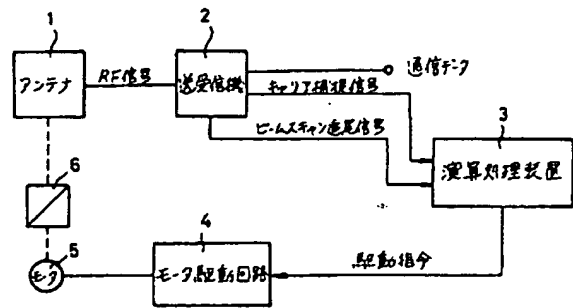 1
アンテナ
RF信号
2
送受信機
通信データ
キャリア捕捉信号
ビームスキャン追尾信号
3
演算処理装置
6
5
モータ
4
モータ駆動回路
駆動指令